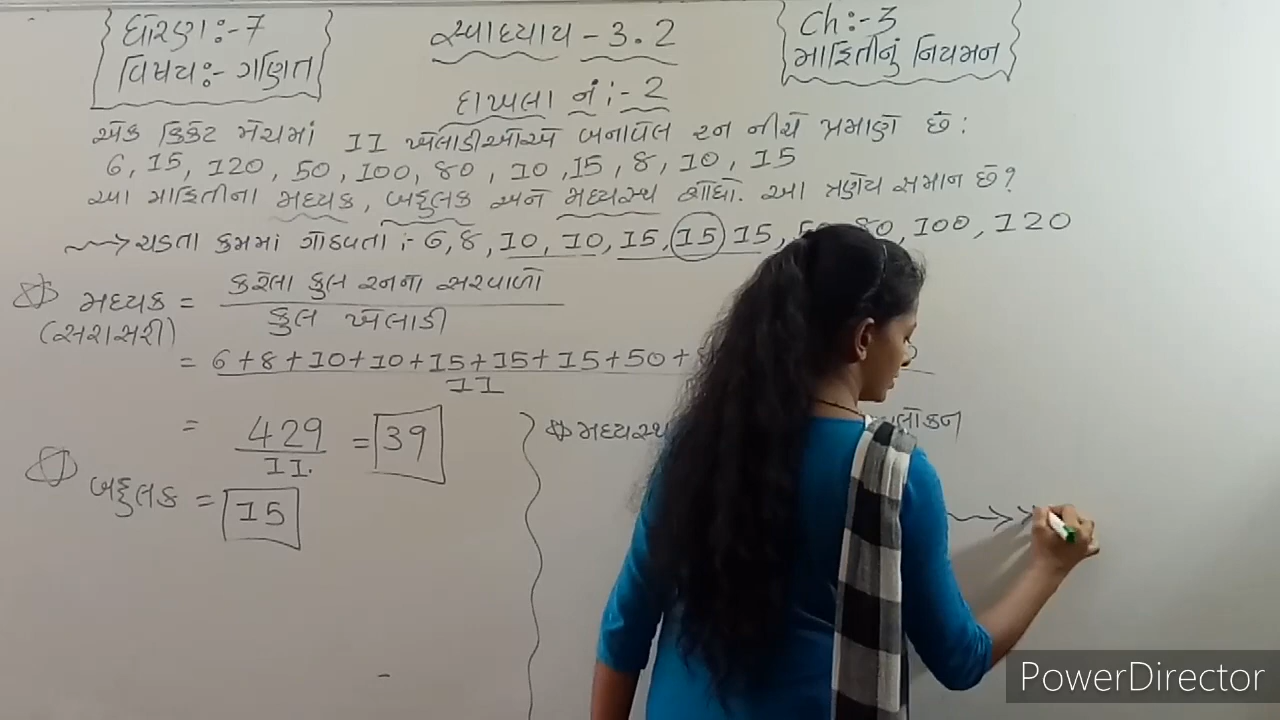 ધોરણ:-7
વિષય:- ગણિત
સ્વાધ્યાય - 3.2
Ch:-3
માહિતીનું નિયમન
દાખલા નં:-2
એક ક્રિકેટ મેચમાં 11 ખેલાડીઓએ બનાવેલ રન નીચે પ્રમાણે છે:
6, 15, 120, 50, 100, 80, 10, 15, 8, 10, 15
આ માહિતીના મધ્યક, બહુલક અને મધ્યસ્થ શોધો. આ ત્રણેય સમાન છે?
ચડતા ક્રમમાં ગોઠવતા :- 6, 8, 10, 10, 15, 15 15, 100, 120
મધ્યક = કરેલા કુલ રનનો સરવાળો
કુલ ખેલાડી
(સરાસરી)
= 6+8+10+10+15+15+15+50+
11
= 429 = 39
11.
મધ્યસ્થ
બહુલક = 15
PowerDirector